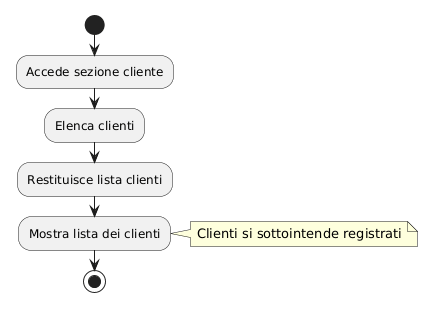 Accede sezione cliente
Elenca clienti
Restituisce lista clienti
Mostra lista dei clienti
Clienti si sottointende registrati